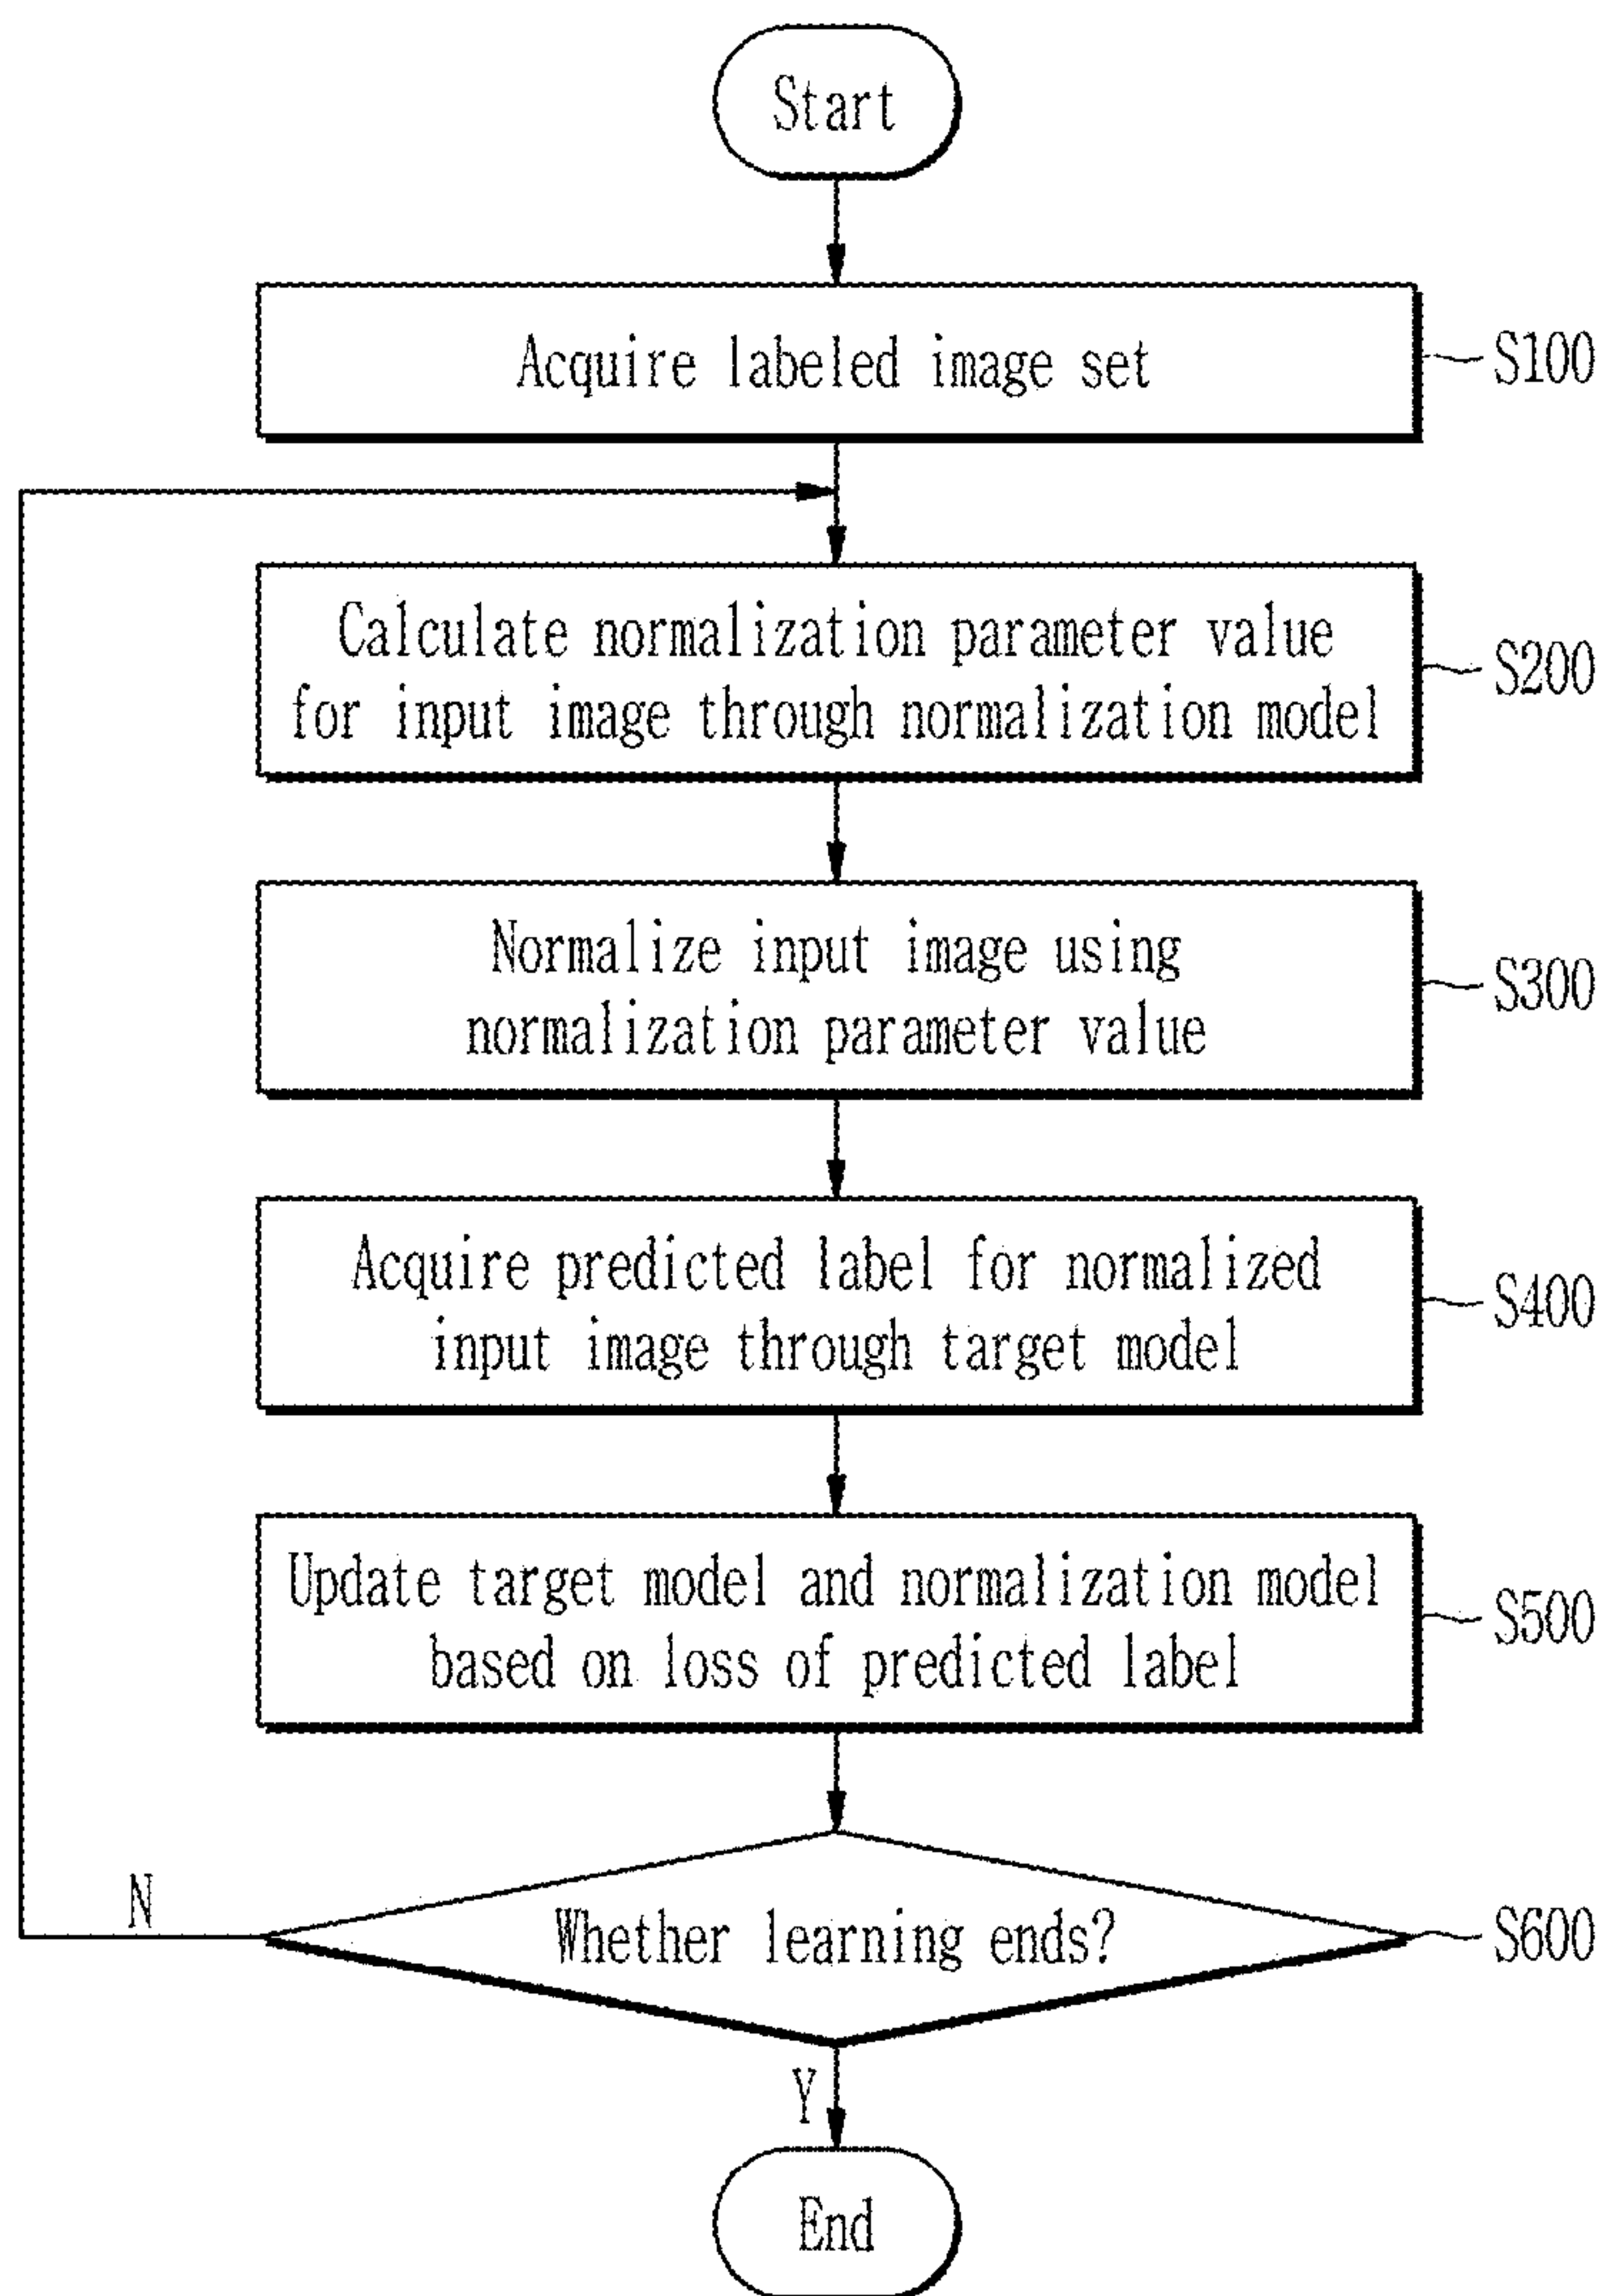 Start
Acquire labeled image set
S100
Calculate normalization parameter value
for input image through normalization model
S200
Normalize input image using
normalization parameter value
S300
Acquire predicted label for normalized
input image through target model
S400
Update target model and normalization model
based on loss of predicted label
S500
N
Whether learning ends?
S600
Y
End